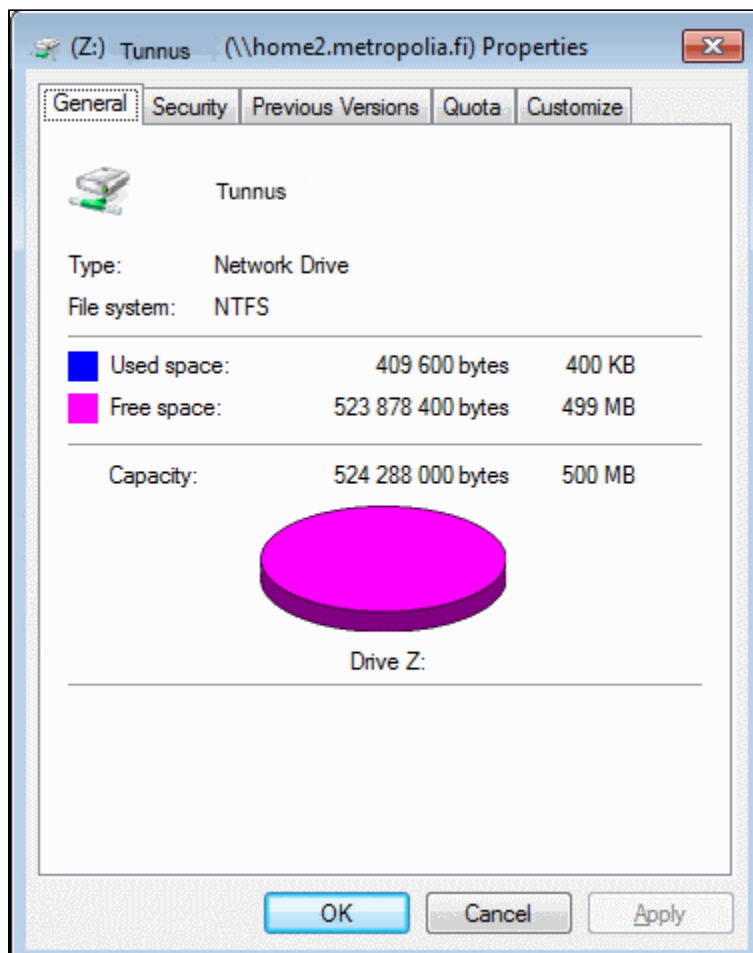 (Z:) Tunnus (\\home2.metropolia.fi) Properties
General Security Previous Versions Quota Customize
Tunnus
Type: Network Drive
File system: NTFS
Used space: 409 600 bytes 400 KB
Free space: 523 878 400 bytes 499 MB
Capacity: 524 288 000 bytes 500 MB
Drive Z:
OK Cancel Apply